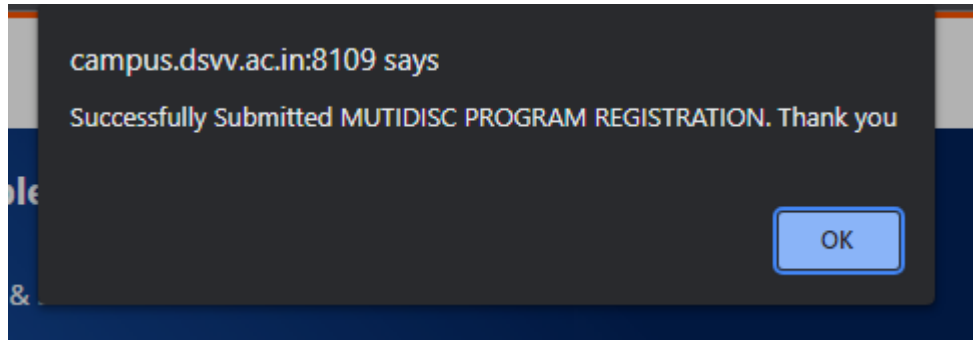 campus.dsvv.ac.in:8109 says
Successfully Submitted MUTIDISC PROGRAM REGISTRATION. Thank you
OK
&